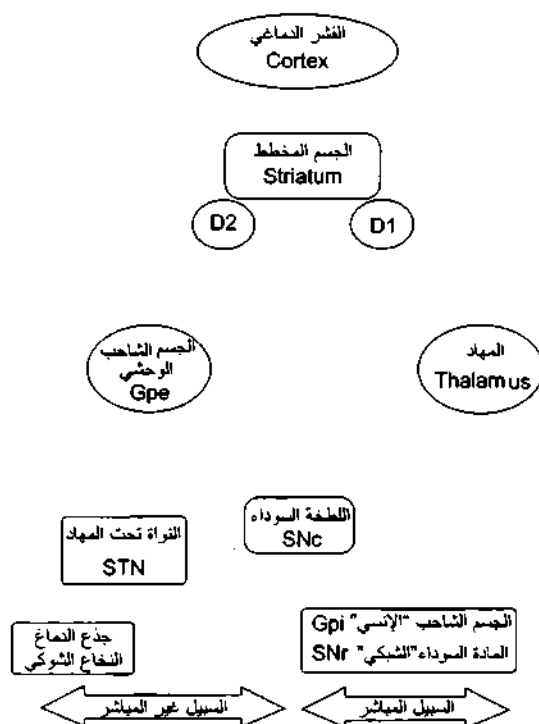 القشر الدماغي
Cortex
الجسم المخطط
Striatum
D2
D1
الجسم الشاحب
الوحشي
Gpe
المهاد
Thalamus
اللطخة السوداء
SNc
النواة تحت المهاد
STN
الجسم الشاحب "الإنسي" Gpi
المادة السوداء "الشبكي" SNr
جذع الدماغ
النخاع الشوكي
السبيل غير المباشر
السبيل المباشر